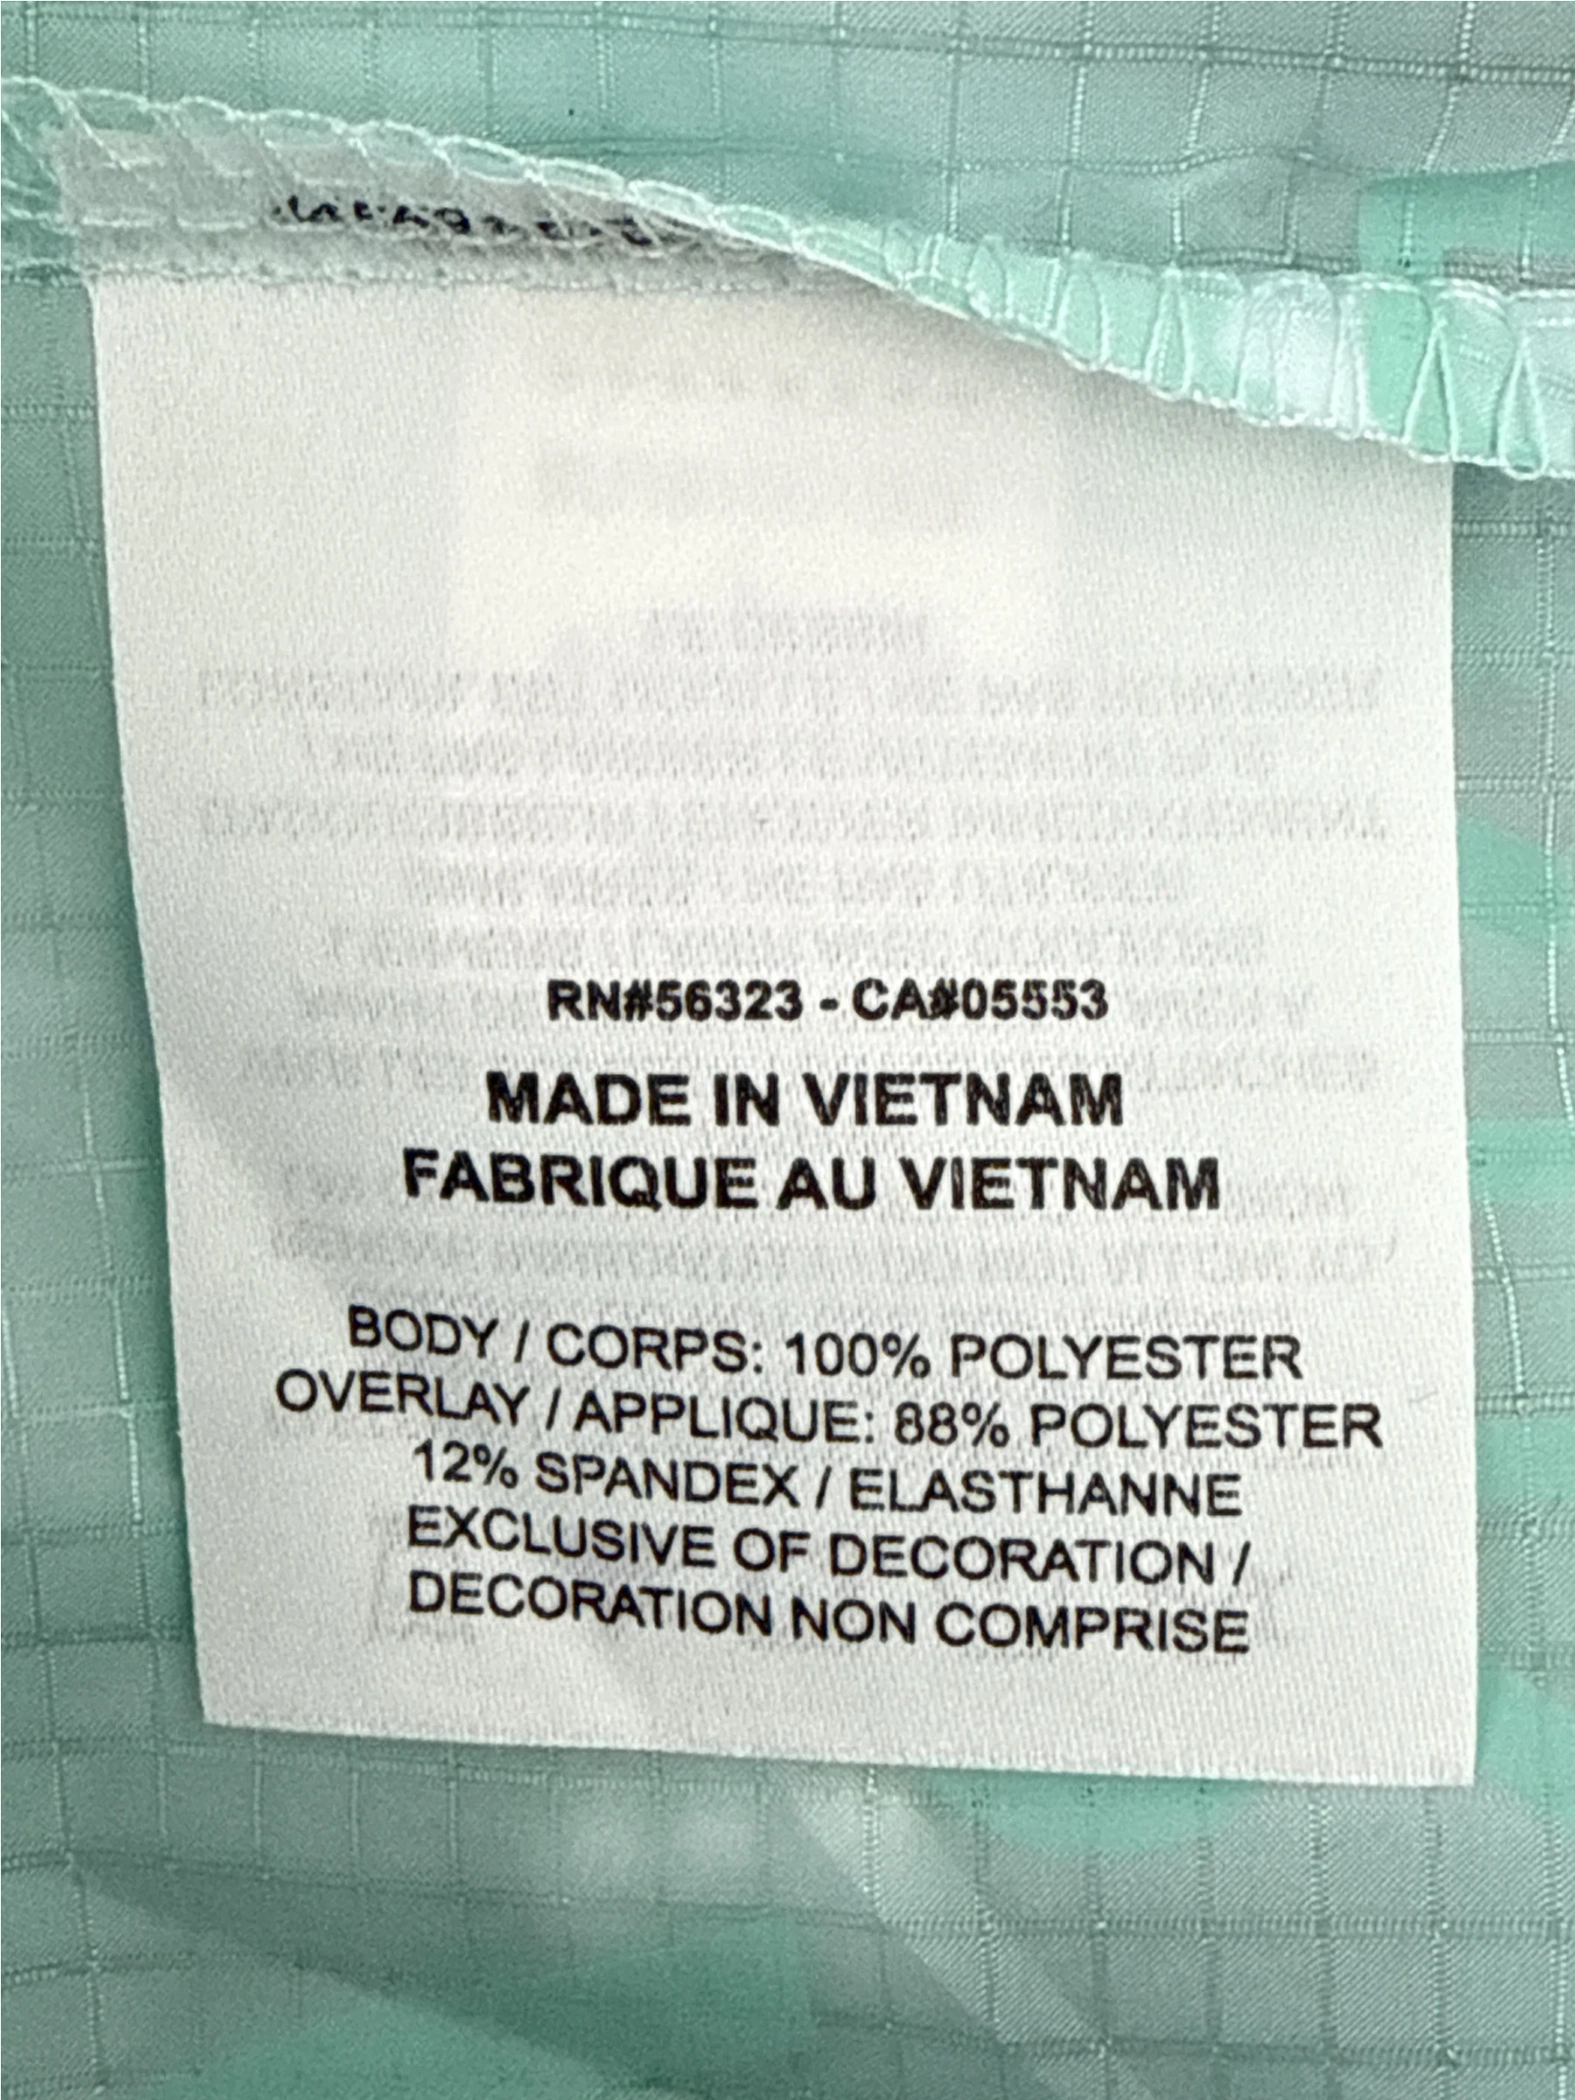 RN#56323 - CA#05553
MADE IN VIETNAM
FABRIQUE AU VIETNAM
BODY / CORPS: 100% POLYESTER
OVERLAY / APPLIQUE: 88% POLYESTER
12% SPANDEX / ELASTHANNE
EXCLUSIVE OF DECORATION /
DECORATION NON COMPRISE